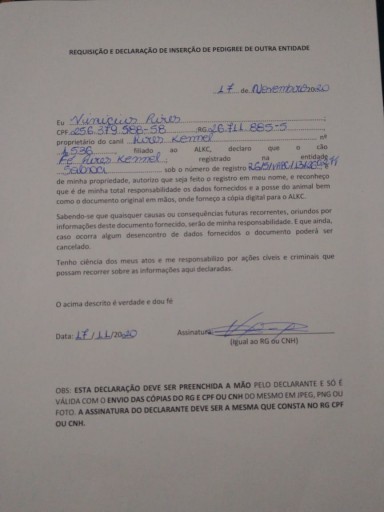 REQUISIÇÃO E DECLARAÇÃO DE INSERÇÃO DE PEDIGREE DE OUTRA ENTIDADE
17 de Novembro 2020
Eu Vinicius Aires
CPF 256.379.588-58 RG 26.711.885-5
proprietário do canil Aires Kennel nº
1536 filiado ao ALKC, declaro que o cão
Aires Kennel registrado na entidade
sob o número de registro
de minha propriedade, autorizo que seja feito o registro em meu nome, e reconheço
que é de minha total responsabilidade os dados fornecidos e a posse do animal bem
como o documento original em mãos, onde forneço a cópia digital para o ALKC.
Sabendo-se que quaisquer causas ou consequências futuras recorrentes, oriundos por
informações deste documento fornecido, serão de minha responsabilidade. E que ainda,
caso ocorra algum desencontro de dados fornecidos o documento poderá ser
cancelado.
Tenho ciência dos meus atos e me responsabilizo por ações cíveis e criminais que
possam recorrer sobre as informações aqui declaradas.
O acima descrito é verdade e dou fé
Data: 17/11/2020 Assinatura
(Igual ao RG ou CNH)
OBS: ESTA DECLARAÇÃO DEVE SER PREENCHIDA A MÃO PELO DECLARANTE E SÓ É
VÁLIDA COM O ENVIO DAS CÓPIAS DO RG E CPF OU CNH DO MESMO EM JPEG, PNG OU
FOTO. A ASSINATURA DO DECLARANTE DEVE SER A MESMA QUE CONSTA NO RG CPF
OU CNH.